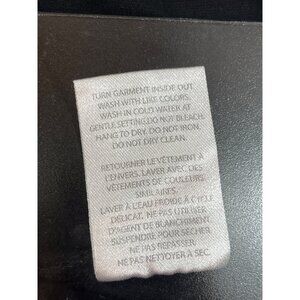 TURN GARMENT INSIDE OUT.
WASH WITH LIKE COLORS.
WASH IN COLD WATER AT
GENTLE SETTING.DO NOT BLEACH.
HANG TO DRY. DO NOT IRON.
DO NOT DRY CLEAN.
RETOURNER LE VÊTEMENT À
L'ENVERS. LAVER AVEC DES
VÊTEMENTS DE COULEURS
SIMILAIRES.
LAVER À L'EAU FROIDE À CYCLE
DÉLICAT, NE PAS UTILISER
D'AGENT DE BLANCHIMENT
SUSPENDRE POUR SÉCHER
NE PAS REPASSER.
NE PAS NETTOYER À SEC.